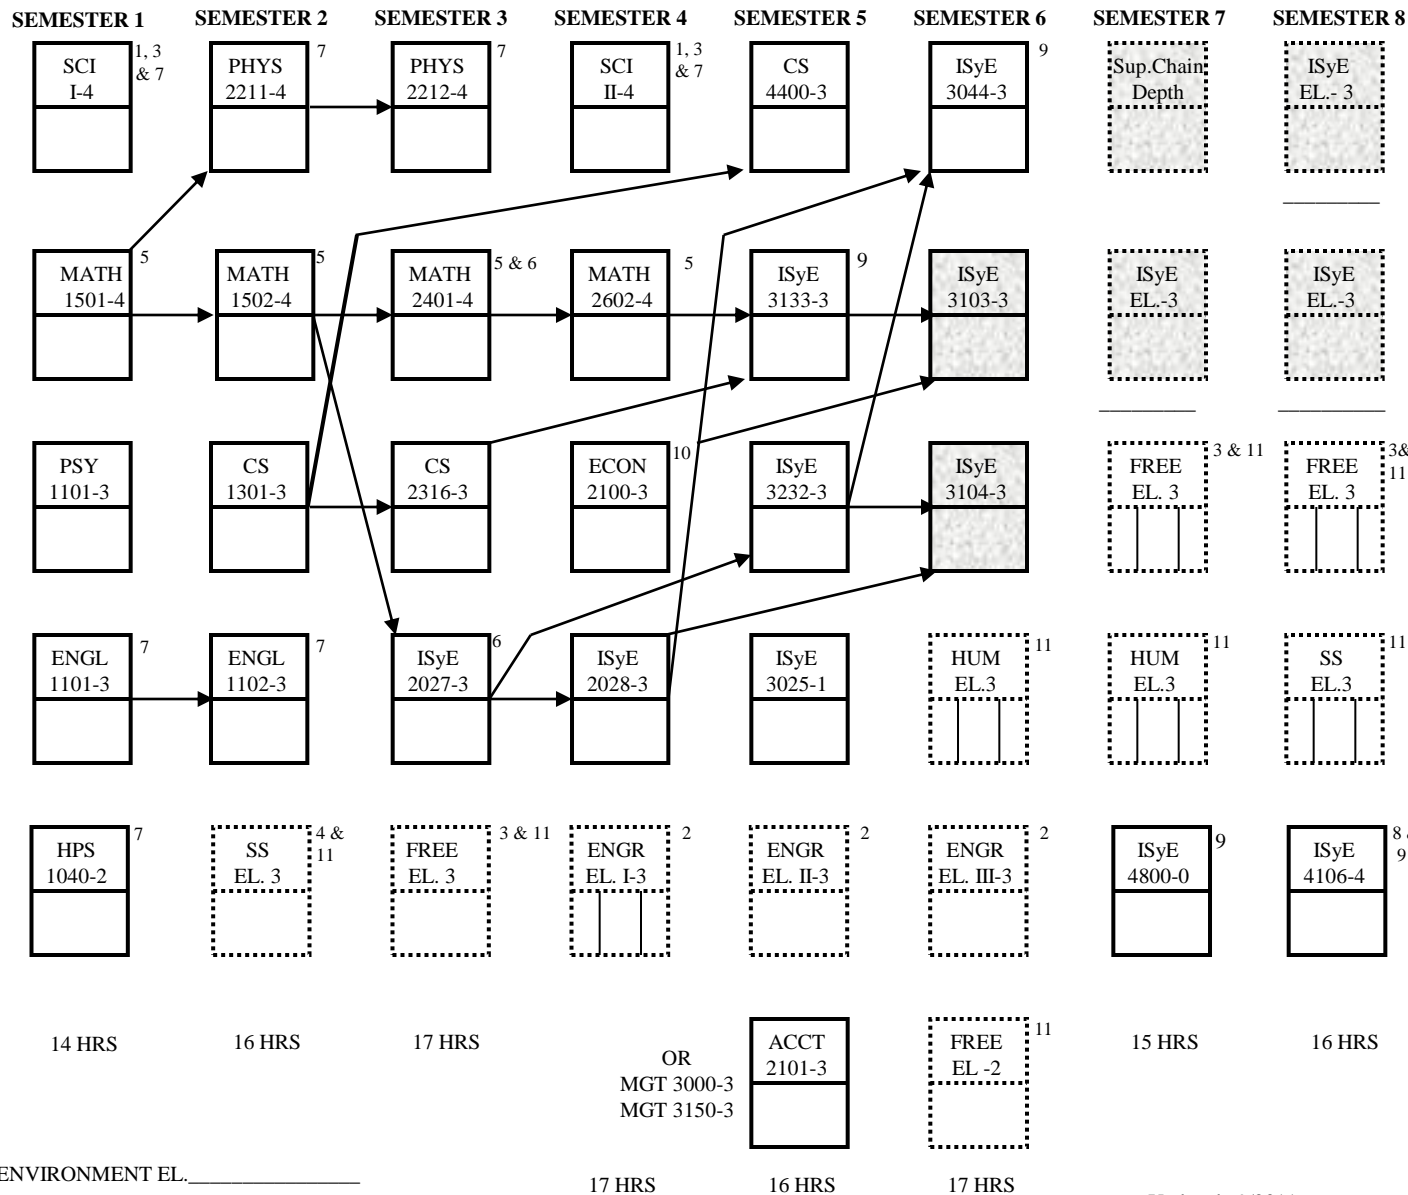 SEMESTER 1 SEMESTER 2 SEMESTER 3 SEMESTER 4 SEMESTER 5 SEMESTER 6 SEMESTER 7 SEMESTER 8
SCI
I-4
1, 3
& 7
PHYS
2211-4
7
PHYS
2212-4
7
SCI
II-4
1, 3
& 7
CS
4400-3
ISyE
3044-3
9
Sup.Chain
Depth
ISyE
EL.- 3
MATH
1501-4
5
MATH
1502-4
5
MATH
2401-4
5 & 6
MATH
2602-4
5
ISyE
3133-3
9
ISyE
3103-3
ISyE
EL.-3
ISyE
EL.-3
PSY
1101-3
CS
1301-3
CS
2316-3
ECON
2100-3
10
ISyE
3232-3
ISyE
3104-3
FREE
EL. 3
3 & 11
FREE
EL. 3
3&
11
ENGL
1101-3
7
ENGL
1102-3
7
ISyE
2027-3
6
ISyE
2028-3
ISyE
3025-1
HUM
EL.3
11
HUM
EL.3
11
SS
EL.3
11
HPS
1040-2
7
SS
EL. 3
4 &
11
FREE
EL. 3
3 & 11
ENGR
EL. I-3
2
ENGR
EL. II-3
2
ENGR
EL. III-3
2
ISyE
4800-0
9
ISyE
4106-4
8 &
9
14 HRS
16 HRS
17 HRS
OR
MGT 3000-3
MGT 3150-3
ACCT
2101-3
FREE
EL -2
11
15 HRS
16 HRS
ENVIRONMENT EL.________________
17 HRS
16 HRS
17 HRS